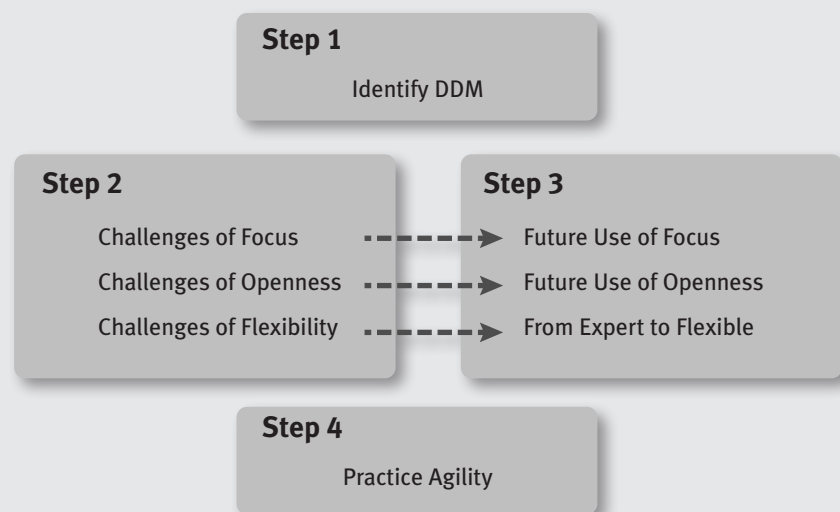 Step 1
Identify DDM
Step 2
Challenges of Focus
Challenges of Openness
Challenges of Flexibility
Step 3
Future Use of Focus
Future Use of Openness
From Expert to Flexible
Step 4
Practice Agility